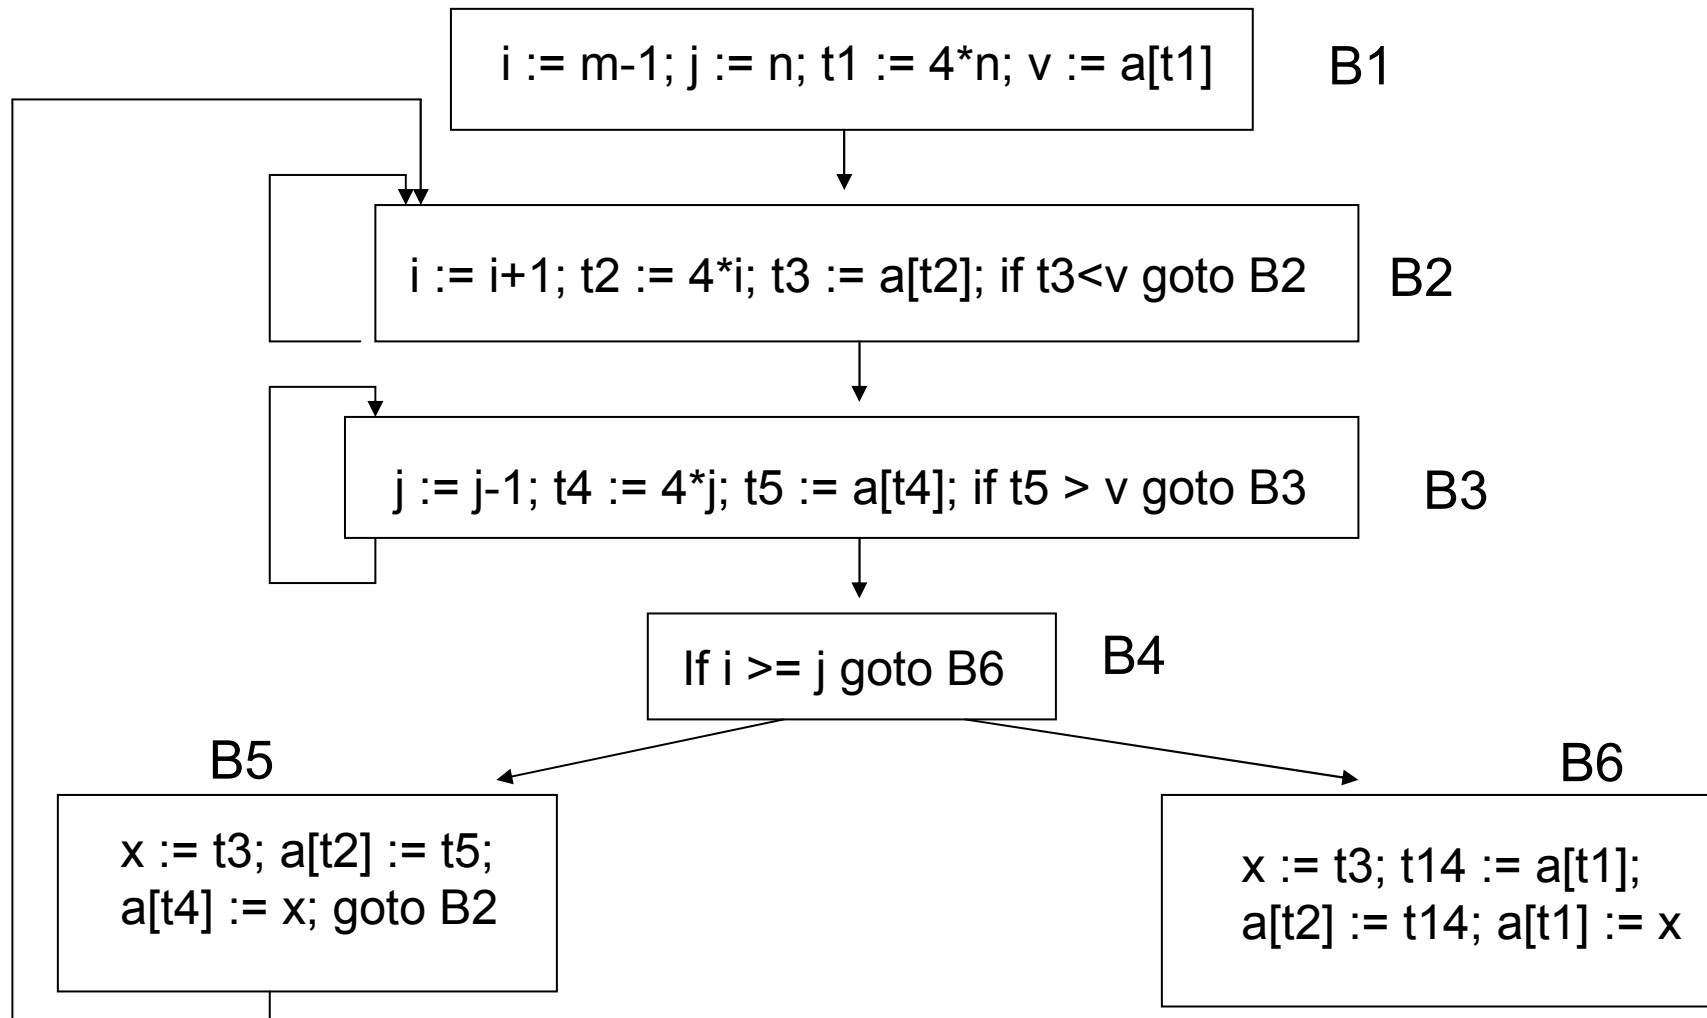 i := m-1; j := n; t1 := 4*n; v := a[t1]
B1
i := i+1; t2 := 4*i; t3 := a[t2]; if t3<v goto B2
B2
j := j-1; t4 := 4*j; t5 := a[t4]; if t5 > v goto B3
B3
If i >= j goto B6
B4
B5
x := t3; a[t2] := t5;
a[t4] := x; goto B2
B6
x := t3; t14 := a[t1];
a[t2] := t14; a[t1] := x